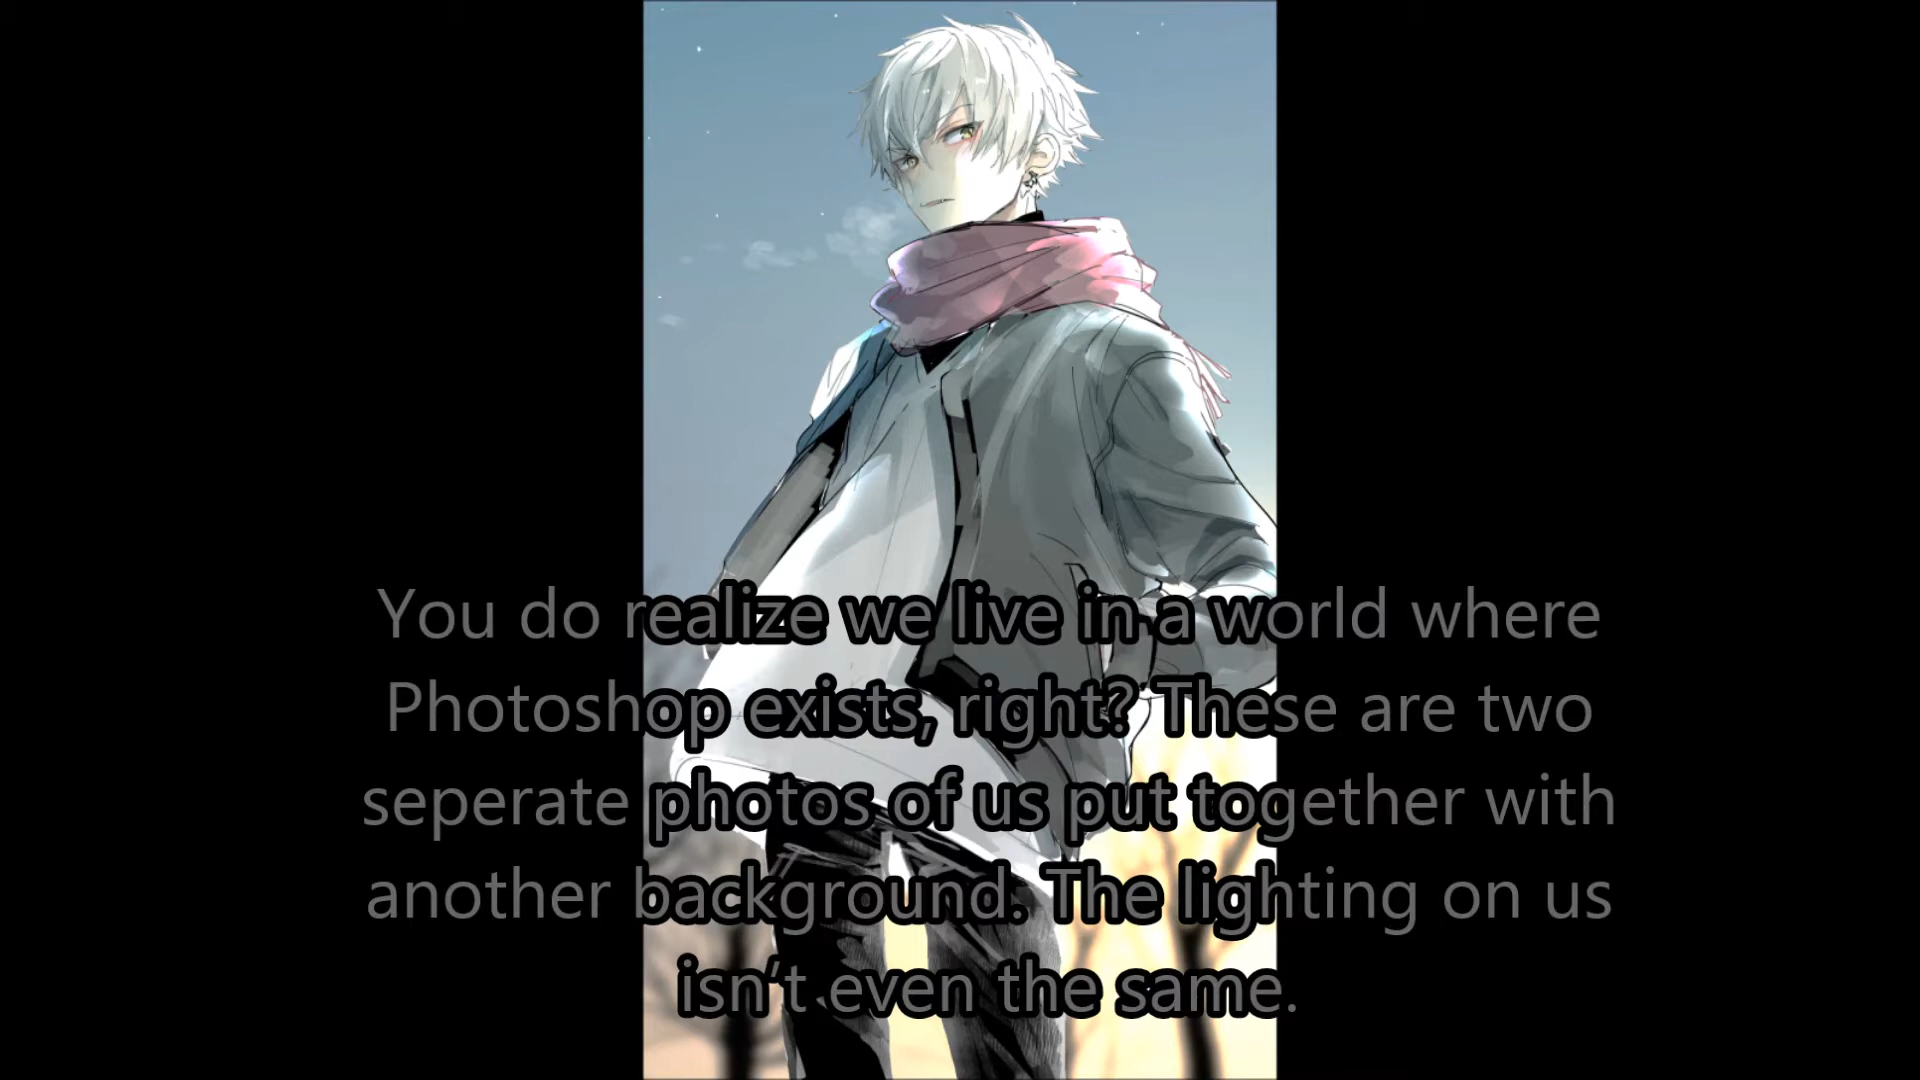 You do realize we live in a world where
Photoshop exists, right? These are two
seperate photos of us put together with
another background. The lighting on us
isn’t even the same.